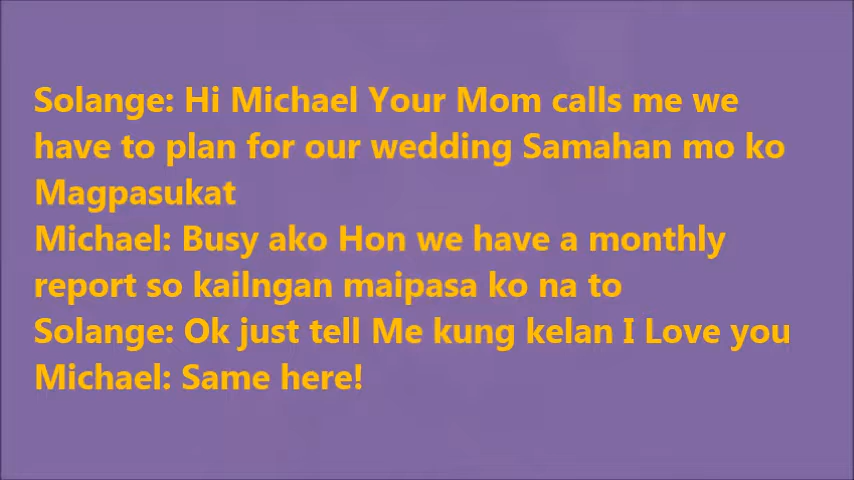 Solange: Hi Michael Your Mom calls me we
have to plan for our wedding Samahan mo ko
Magpasukat
Michael: Busy ako Hon we have a monthly
report so kailngan maipasa ko na to
Solange: Ok just tell Me kung kelan I Love you
Michael: Same here!